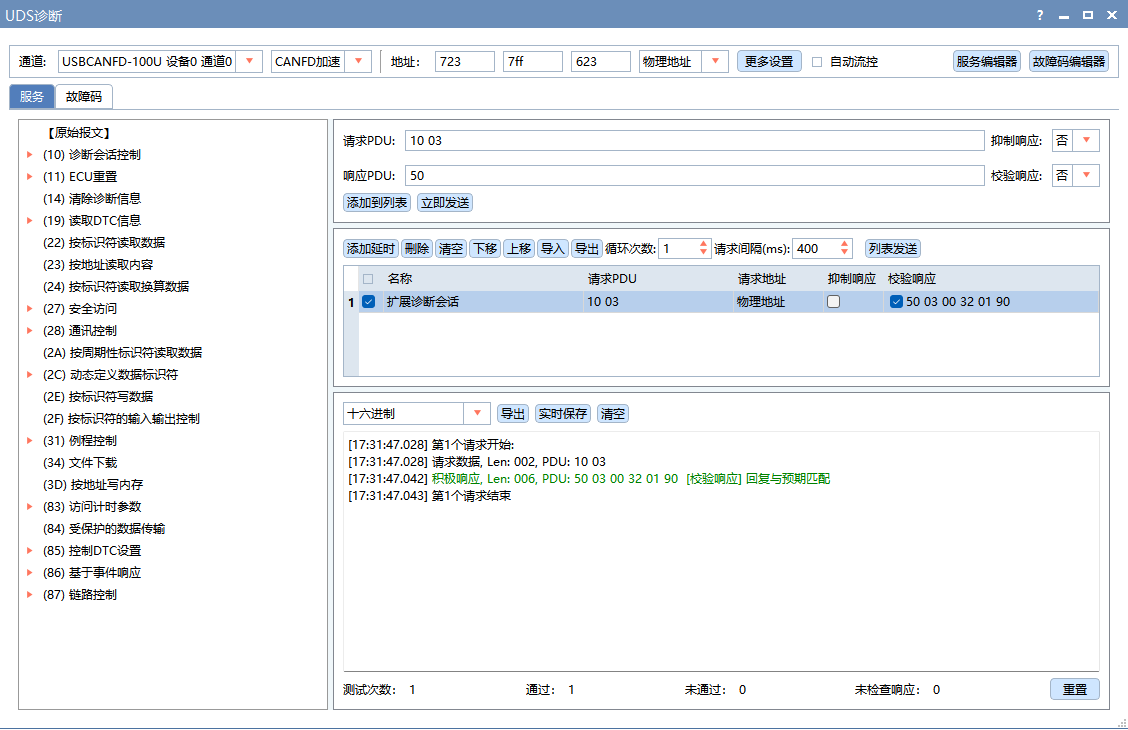 UDS诊断
通道: USBCANFD-100U 设备0 通道0 CANFD加速 地址: 723 7ff 623 物理地址 更多设置 自动流控 服务编辑器 故障码编辑器
服务 故障码
【原始报文】
(10) 诊断会话控制
(11) ECU重置
(14) 清除诊断信息
(19) 读取DTC信息
(22) 按标识符读取数据
(23) 按地址读取内容
(24) 按标识符读取换算数据
(27) 安全访问
(28) 通讯控制
(2A) 按周期性标识符读取数据
(2C) 动态定义数据标识符
(2E) 按标识符写数据
(2F) 按标识符的输入输出控制
(31) 例程控制
(34) 文件下载
(3D) 按地址写内存
(83) 访问计时参数
(84) 受保护的数据传输
(85) 控制DTC设置
(86) 基于事件响应
(87) 链路控制
请求PDU: 10 03 抑制响应: 否
响应PDU: 50 校验响应: 否
添加到列表 立即发送
添加延时 删除 清空 下移 上移 导入 导出 循环次数: 1 请求间隔(ms): 400 列表发送
名称 请求PDU 请求地址 抑制响应 校验响应
1 扩展诊断会话 10 03 物理地址 50 03 00 32 01 90
十六进制 导出 实时保存 清空
[17:31:47.028] 第1个请求开始:
[17:31:47.028] 请求数据, Len: 002, PDU: 10 03
[17:31:47.042] 积极响应, Len: 006, PDU: 50 03 00 32 01 90 [校验响应] 回复与预期匹配
[17:31:47.043] 第1个请求结束
测试次数: 1 通过: 1 未通过: 0 未检查响应: 0 重置